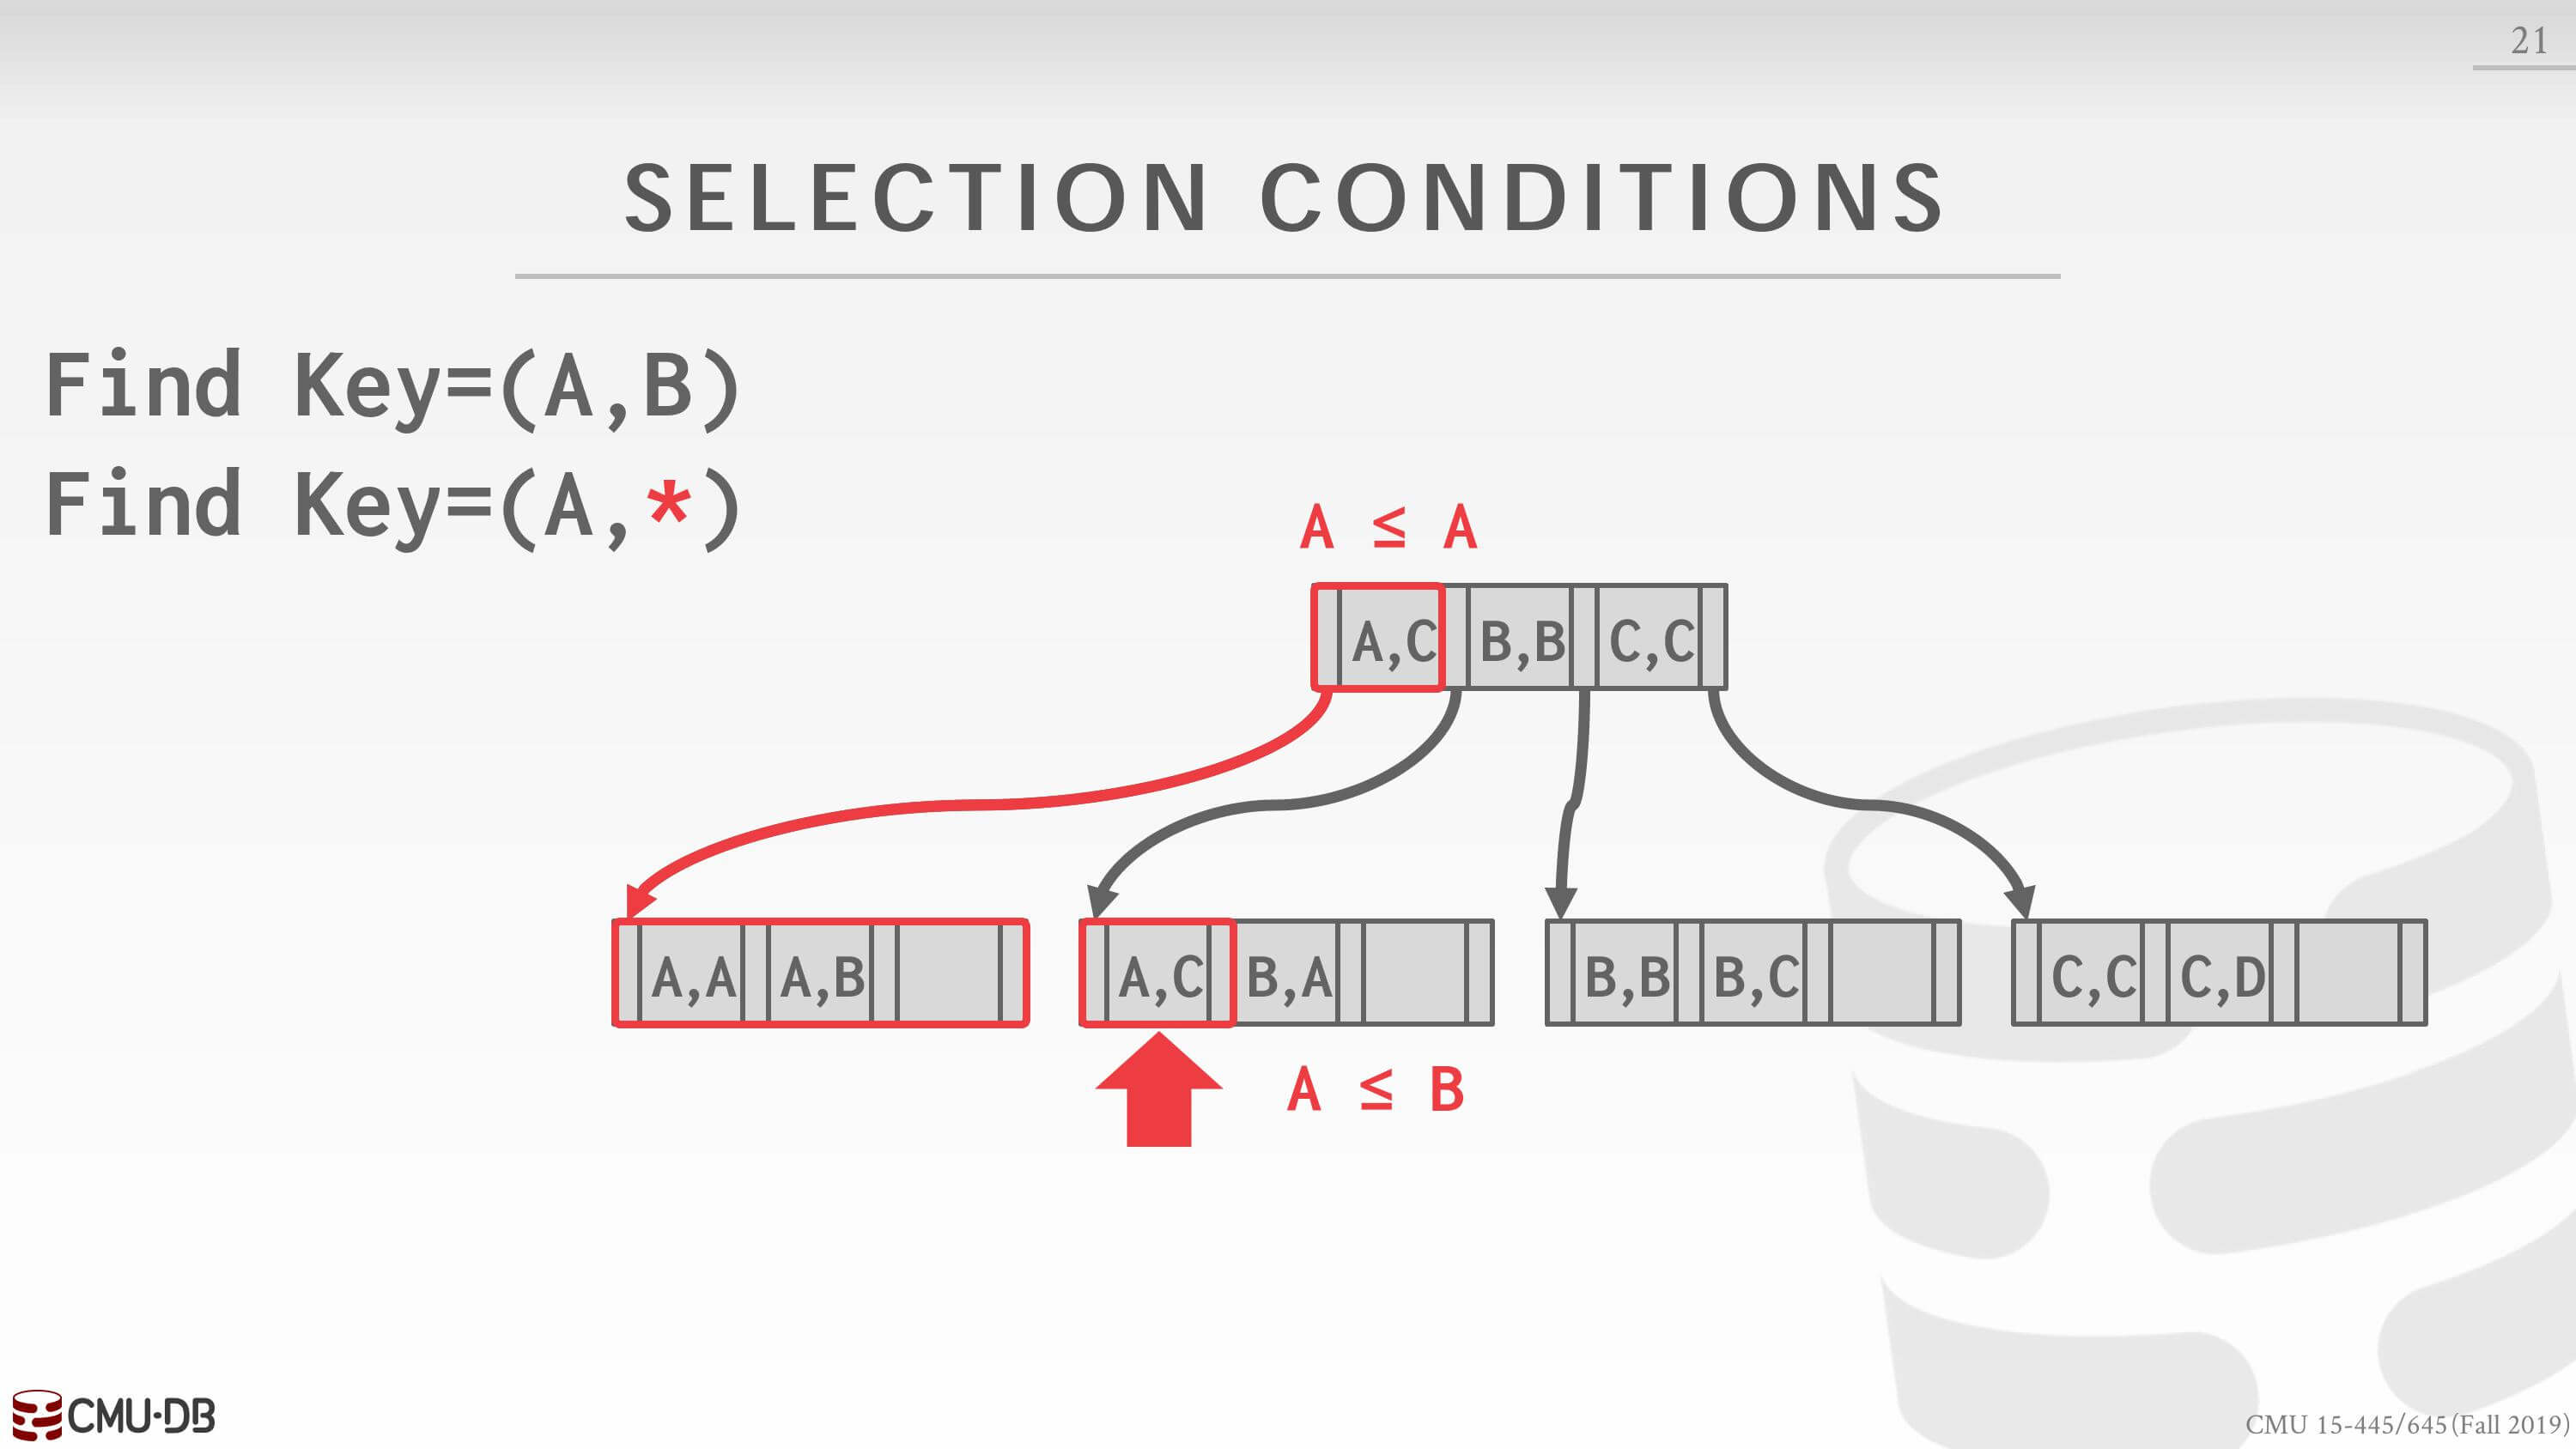 21
SELECTION CONDITIONS
Find Key=(A,B)
Find Key=(A,*)
A ≤ A
A,C B,B C,C
A,A A,B A,C B,A B,B B,C C,C C,D
A ≤ B
CMU·DB
CMU 15-445/645 (Fall 2019)